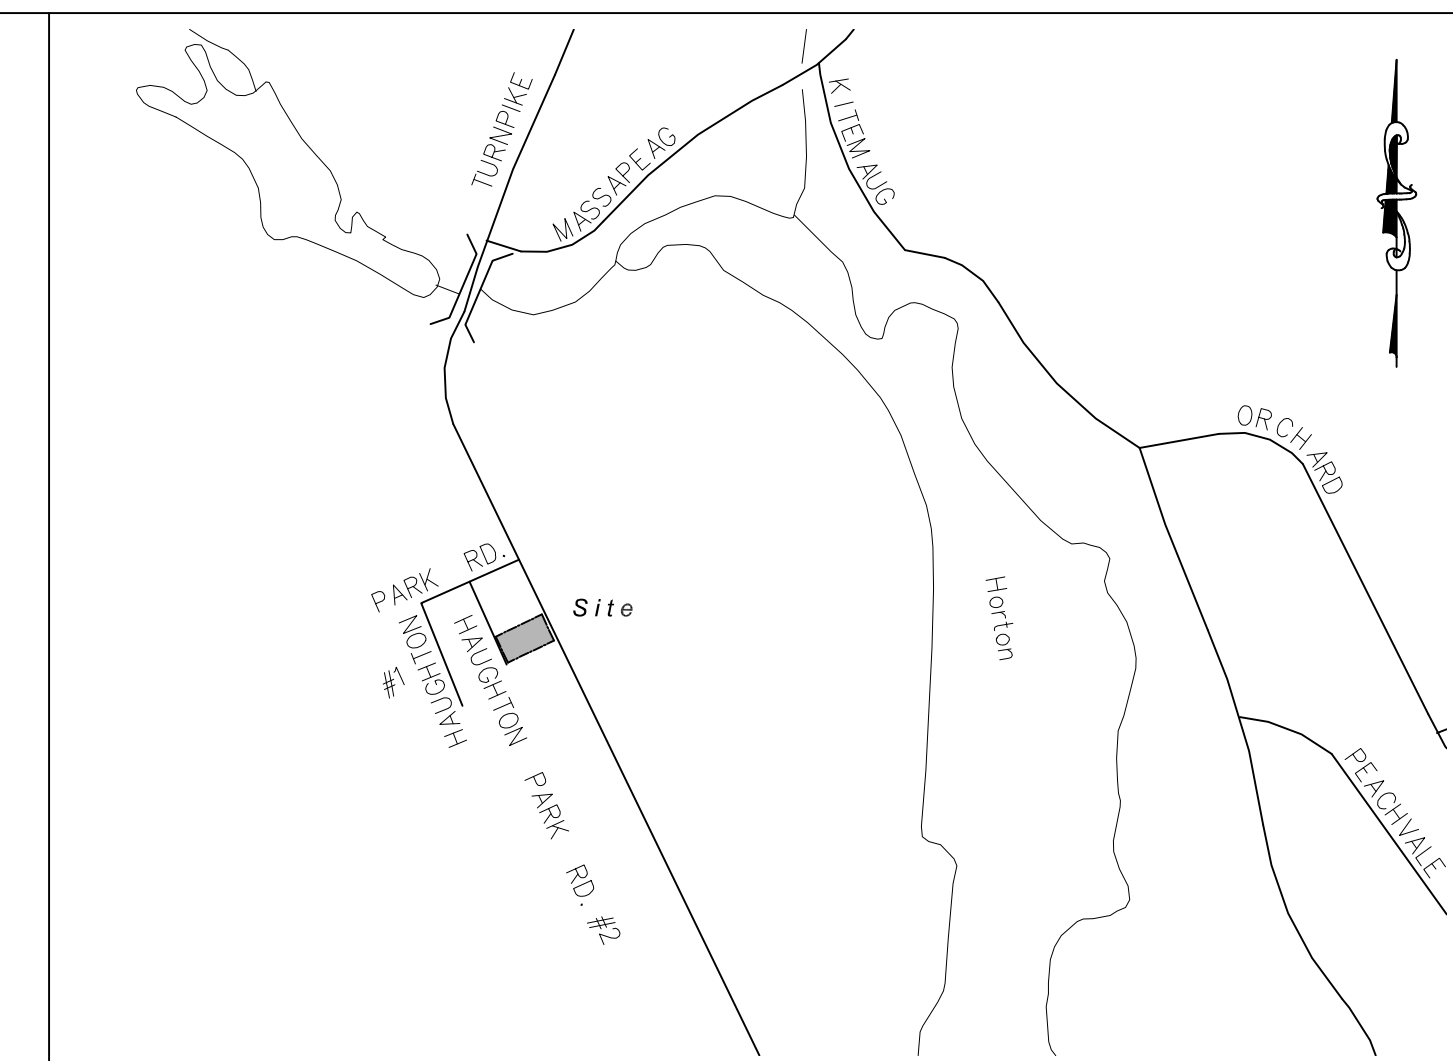 TURNPIKE
MASSAPEAG
KITEMAUG
ORCHARD
PARK RD.
HAUGHTON
#1
Site
HAUGHTON PARK RD. #2
Horton
PEACHVALE